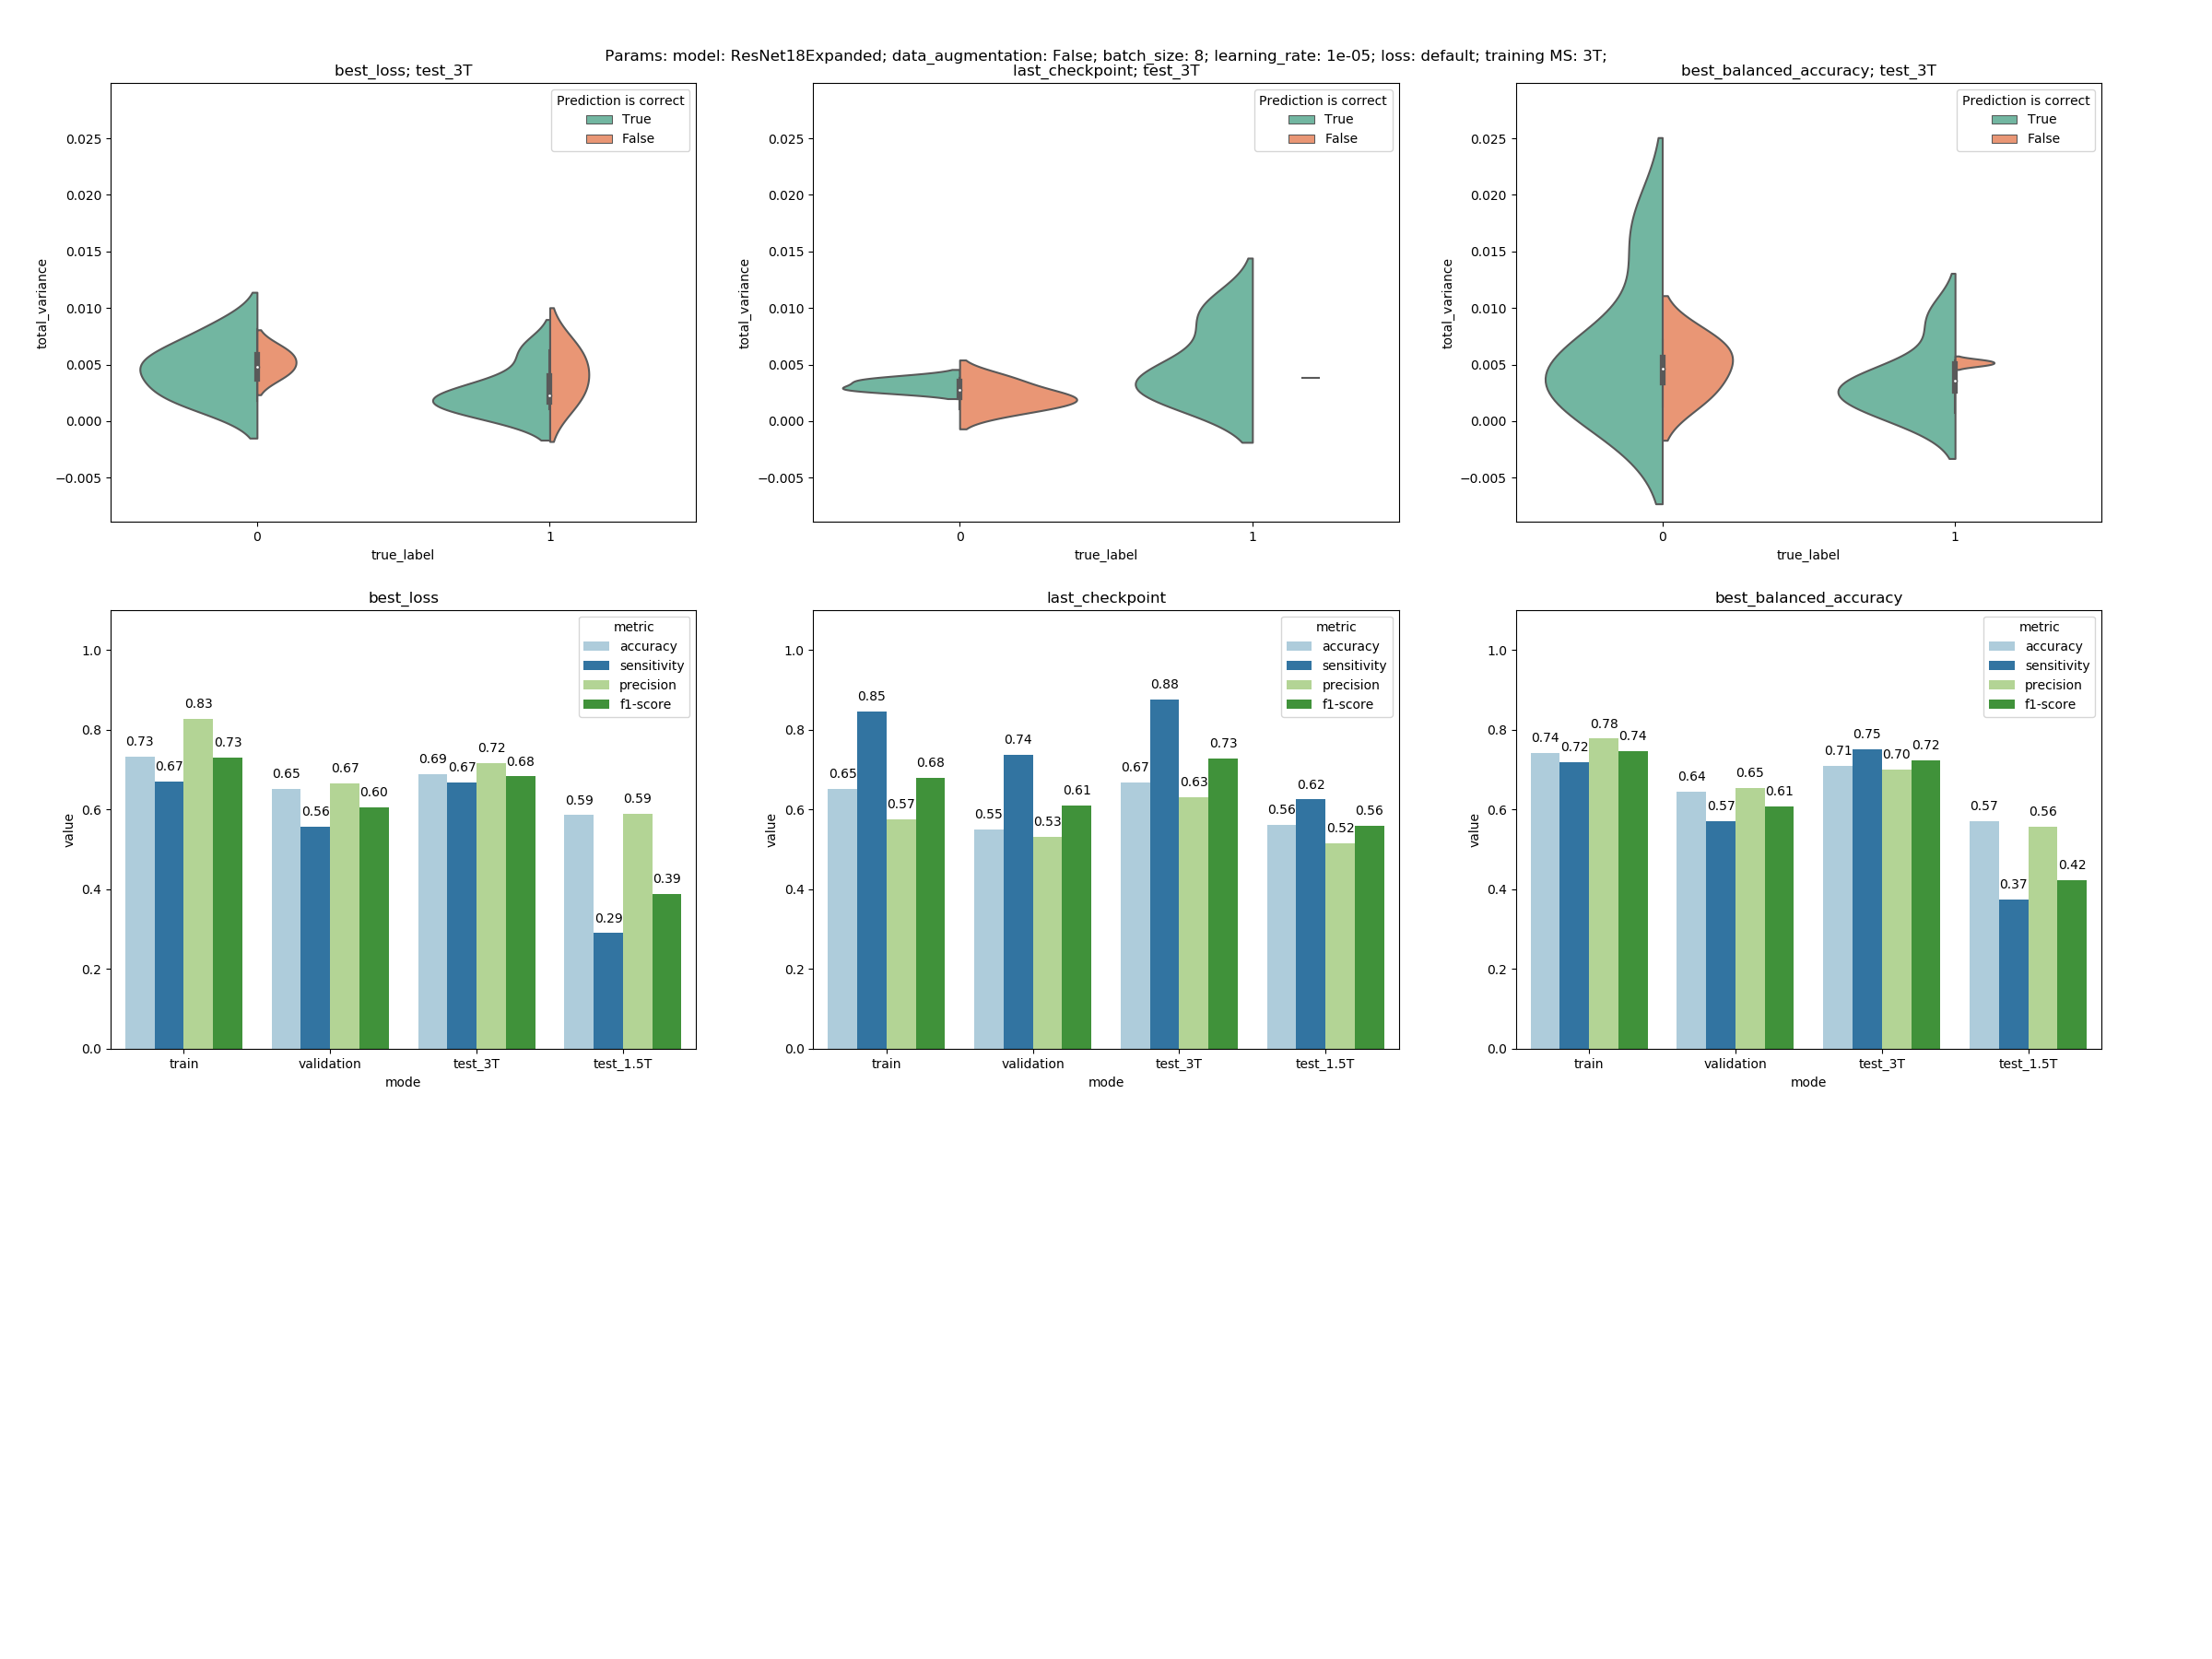 Params: model: ResNet18Expanded; data_augmentation: False; batch_size: 8; learning_rate: 1e-05; loss: default; training MS: 3T;
best_loss; test_3T
Prediction is correct
True
False
0.025
0.020
0.015
0.010
0.005
0.000
−0.005
total_variance
0 1
true_label
last_checkpoint; test_3T
Prediction is correct
True
False
0.025
0.020
0.015
0.010
0.005
0.000
−0.005
total_variance
0 1
true_label
best_balanced_accuracy; test_3T
Prediction is correct
True
False
0.025
0.020
0.015
0.010
0.005
0.000
−0.005
total_variance
0 1
true_label
best_loss
metric
accuracy
sensitivity
precision
f1-score
1.0
0.8
0.6
0.4
0.2
0.0
value
0.73 0.67 0.83 0.73
0.65 0.56 0.67 0.60
0.69 0.67 0.72 0.68
0.59 0.29 0.59 0.39
train validation test_3T test_1.5T
mode
last_checkpoint
metric
accuracy
sensitivity
precision
f1-score
1.0
0.8
0.6
0.4
0.2
0.0
value
0.65 0.85 0.57 0.68
0.55 0.74 0.53 0.61
0.67 0.88 0.63 0.73
0.56 0.62 0.52 0.56
train validation test_3T test_1.5T
mode
best_balanced_accuracy
metric
accuracy
sensitivity
precision
f1-score
1.0
0.8
0.6
0.4
0.2
0.0
value
0.74 0.72 0.78 0.74
0.64 0.57 0.65 0.61
0.71 0.75 0.70 0.72
0.57 0.37 0.56 0.42
train validation test_3T test_1.5T
mode